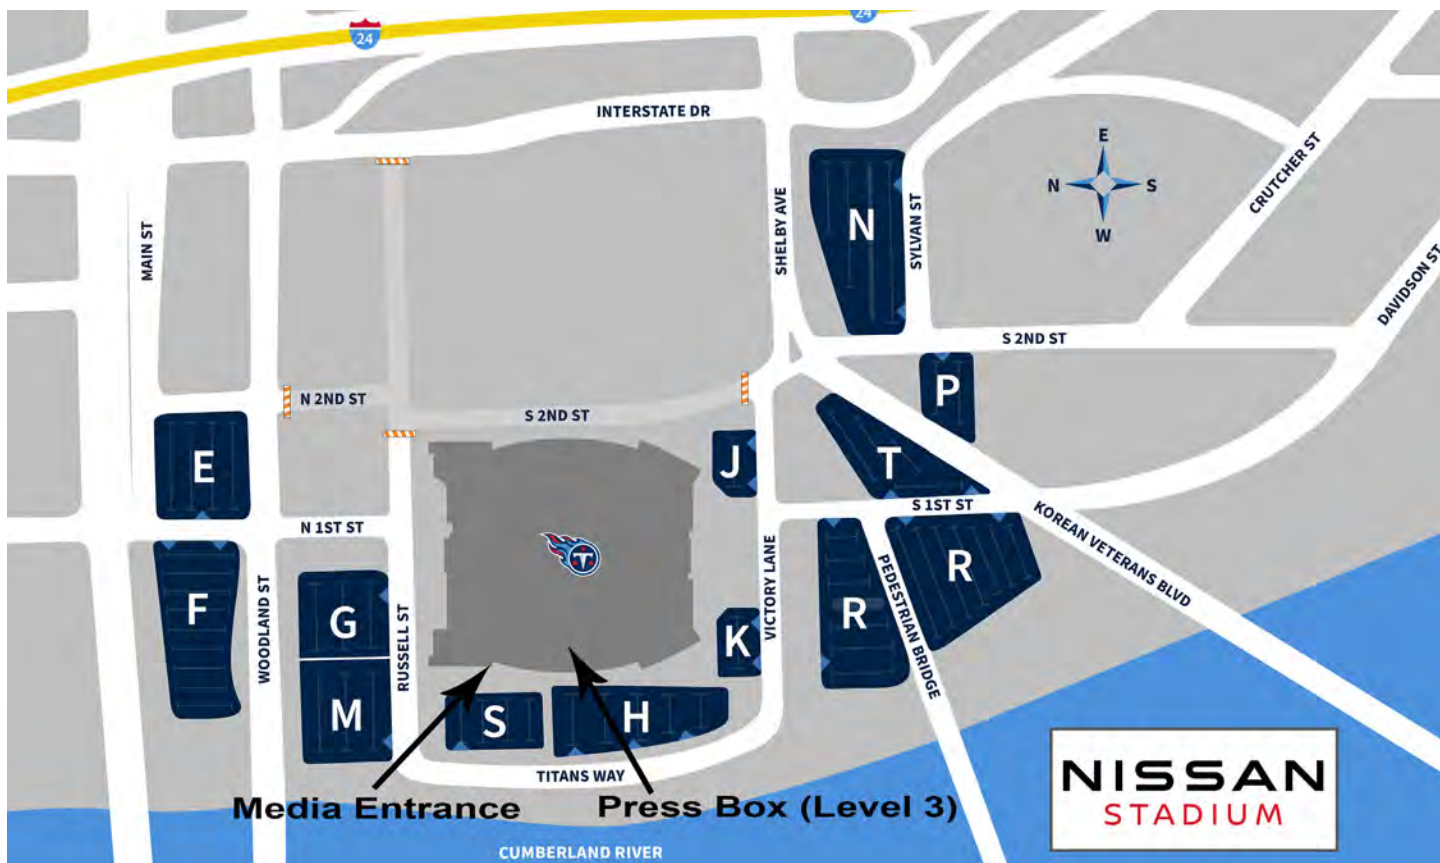 24
24
INTERSTATE DR
E
N
S
W
CRUTCHER ST
MAIN ST
SHELBY AVE
N
SYLVAN ST
DAVIDSON ST
S 2ND ST
N 2ND ST
S 2ND ST
P
E
J
T
N 1ST ST
S 1ST ST
KOREAN VETERANS BLVD
F
WOODLAND ST
G
RUSSELL ST
T
K
VICTORY LANE
R
PEDESTRIAN BRIDGE
R
M
S
H
TITANS WAY
Media Entrance
Press Box (Level 3)
NISSAN
STADIUM
CUMBERLAND RIVER